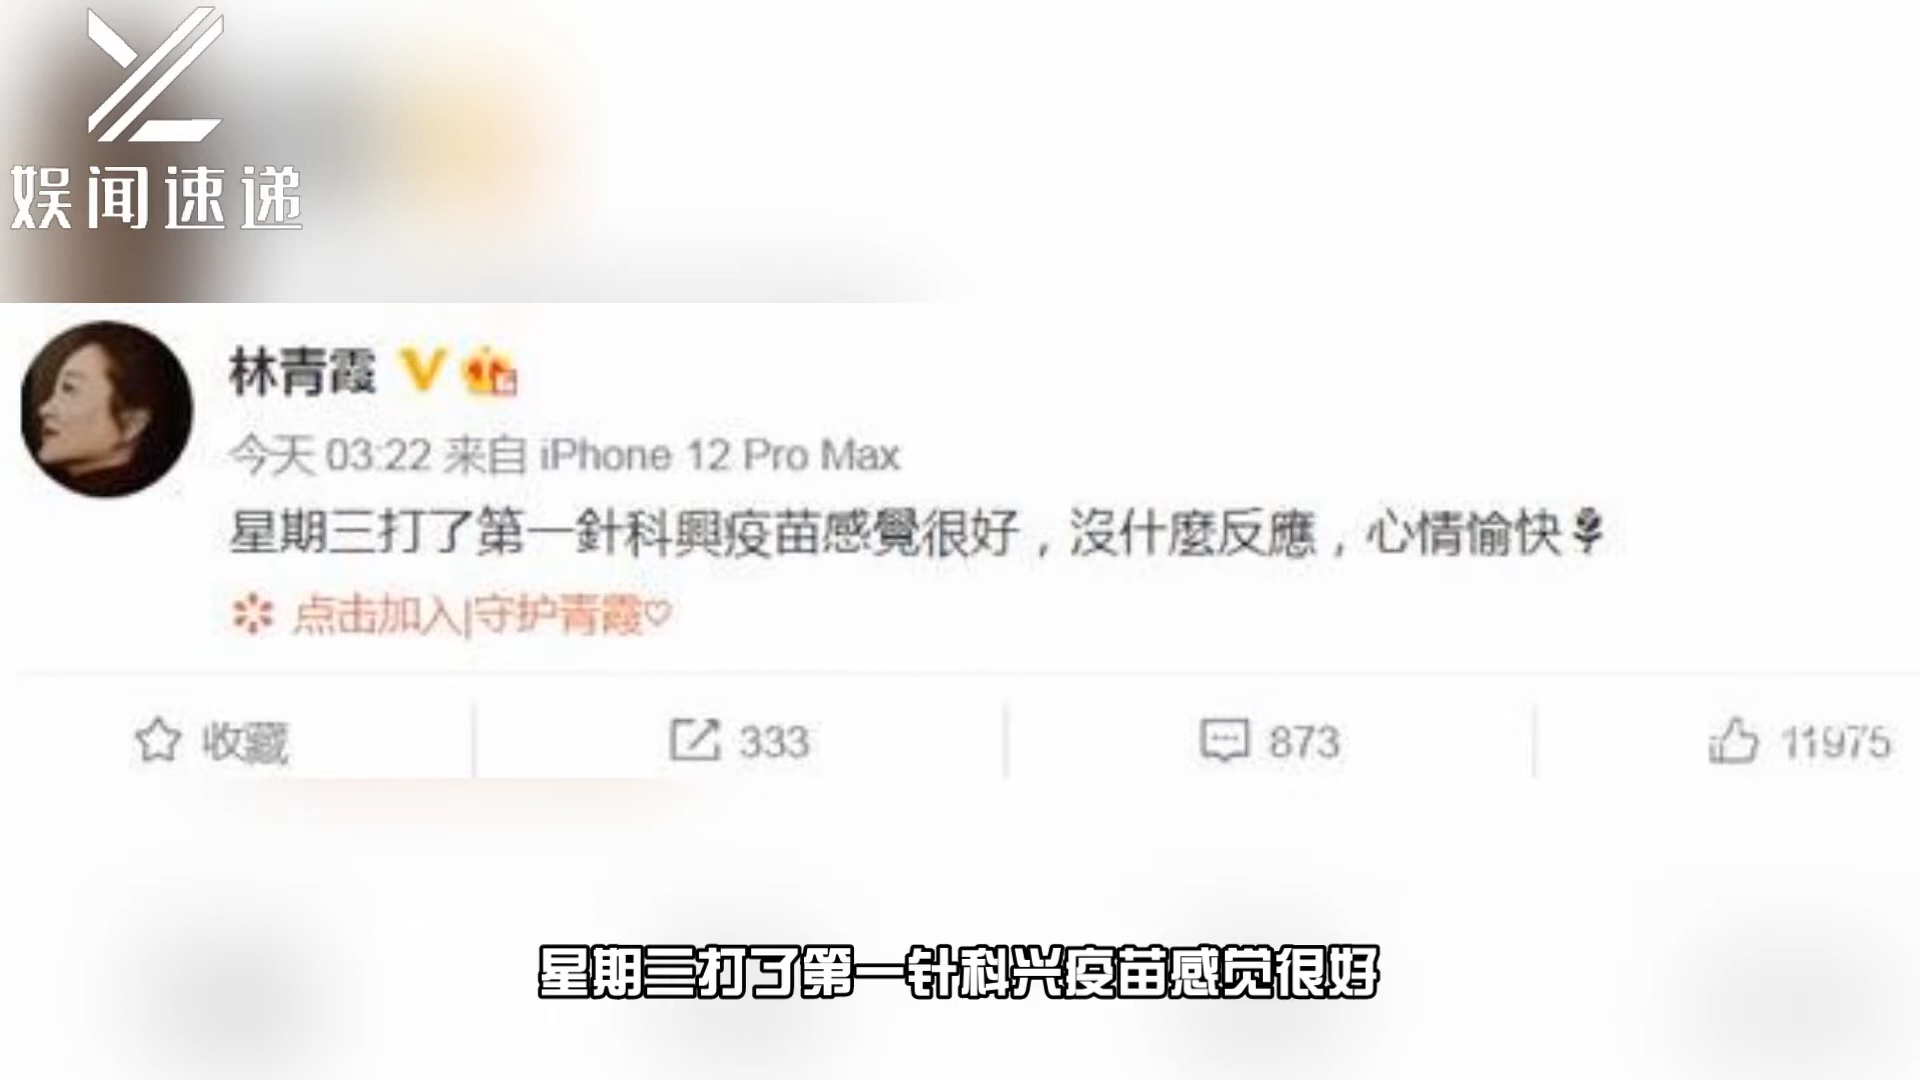 娱闻速递
林青霞
今天 03:22 来自 iPhone 12 Pro Max
星期三打了第一針科興疫苗感覺很好，沒什麼反應，心情愉快🌹
点击加入|守护青霞♡
收藏
333
873
11975
星期三打了第一针科兴疫苗感觉很好